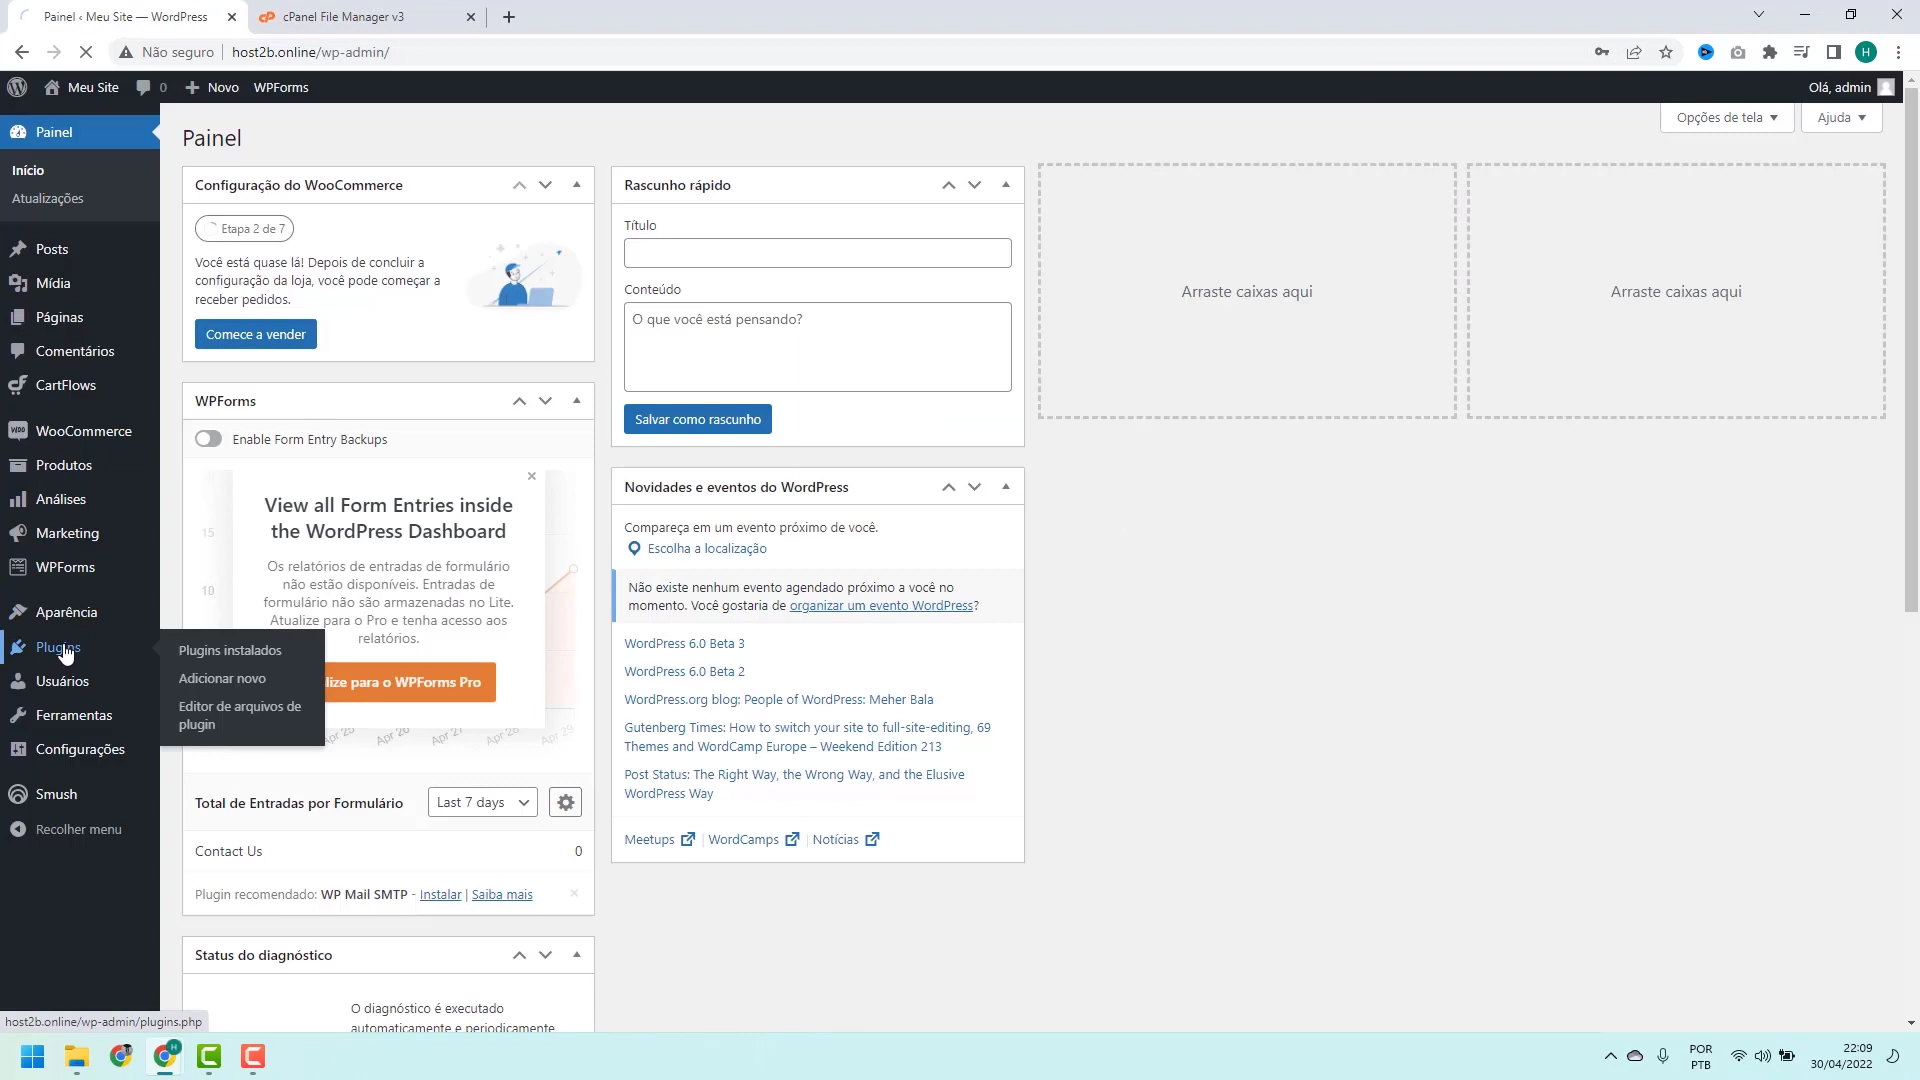 Painel ‹ Meu Site — WordPress
cPanel File Manager v3
Não seguro
host2b.online/wp-admin/
H
Meu Site
0
Novo
WPForms
Olá, admin
Painel
Início
Atualizações
Posts
Mídia
Páginas
Comentários
CartFlows
WooCommerce
Produtos
Análises
Marketing
WPForms
Aparência
Plugins
Usuários
Ferramentas
Configurações
Smush
Recolher menu
Plugins instalados
Adicionar novo
Editor de arquivos de
plugin
Opções de tela
Ajuda
Painel
Configuração do WooCommerce
Etapa 2 de 7
Você está quase lá! Depois de concluir a
configuração da loja, você pode começar a
receber pedidos.
Comece a vender
WPForms
Enable Form Entry Backups
View all Form Entries inside
the WordPress Dashboard
Os relatórios de entradas de formulário
não estão disponíveis. Entradas de
formulário não são armazenadas no Lite.
Atualize para o Pro e tenha acesso aos
relatórios.
lize para o WPForms Pro
15
10
Apr 25
Apr 26
Apr 27
Apr 28
Apr 29
Total de Entradas por Formulário
Last 7 days
Contact Us
0
Plugin recomendado: WP Mail SMTP - Instalar | Saiba mais
Status do diagnóstico
O diagnóstico é executado
automaticamente e periodicamente
Rascunho rápido
Título
Conteúdo
O que você está pensando?
Salvar como rascunho
Novidades e eventos do WordPress
Compareça em um evento próximo de você.
Escolha a localização
Não existe nenhum evento agendado próximo a você no
momento. Você gostaria de organizar um evento WordPress?
WordPress 6.0 Beta 3
WordPress 6.0 Beta 2
WordPress.org blog: People of WordPress: Meher Bala
Gutenberg Times: How to switch your site to full-site-editing, 69
Themes and WordCamp Europe – Weekend Edition 213
Post Status: The Right Way, the Wrong Way, and the Elusive
WordPress Way
Meetups | WordCamps | Notícias
Arraste caixas aqui
Arraste caixas aqui
host2b.online/wp-admin/plugins.php
POR
PTB
22:09
30/04/2022